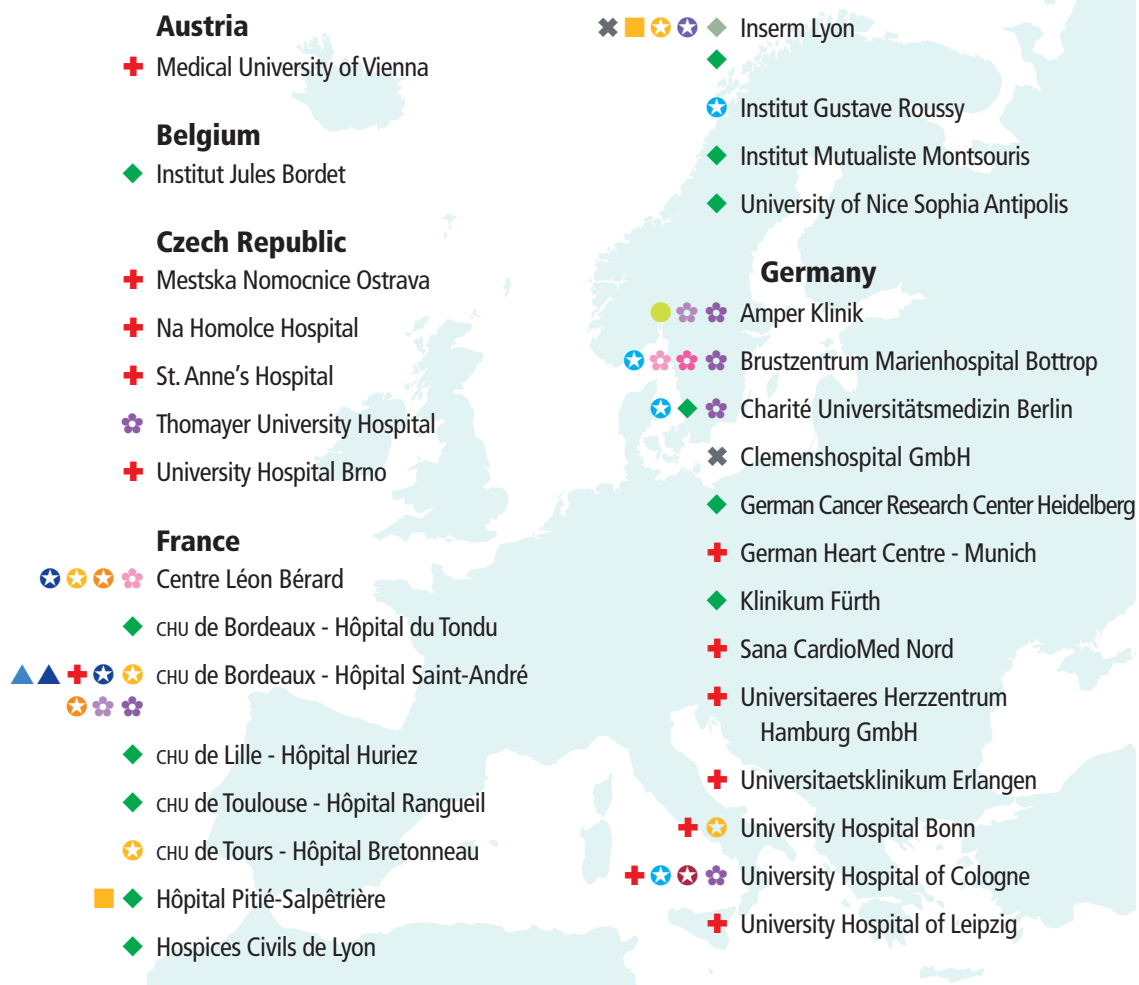 Austria
Medical University of Vienna
Belgium
Institut Jules Bordet
Czech Republic
Mestska Nomocnice Ostrava
Na Homolce Hospital
St. Anne's Hospital
Thomayer University Hospital
University Hospital Brno
France
Centre Léon Bérard
CHU de Bordeaux - Hôpital du Tondu
CHU de Bordeaux - Hôpital Saint-André
CHU de Lille - Hôpital Huriez
CHU de Toulouse - Hôpital Rangueil
CHU de Tours - Hôpital Bretonneau
Hôpital Pitié-Salpêtrière
Hospices Civils de Lyon
Inserm Lyon
Institut Gustave Roussy
Institut Mutualiste Montsouris
University of Nice Sophia Antipolis
Germany
Amper Klinik
Brustzentrum Marienhospital Bottrop
Charité Universitätsmedizin Berlin
Clemenshospital GmbH
German Cancer Research Center Heidelberg
German Heart Centre - Munich
Klinikum Fürth
Sana CardioMed Nord
Universitaeres Herzzentrum
Hamburg GmbH
Universitaetsklinikum Erlangen
University Hospital Bonn
University Hospital of Cologne
University Hospital of Leipzig